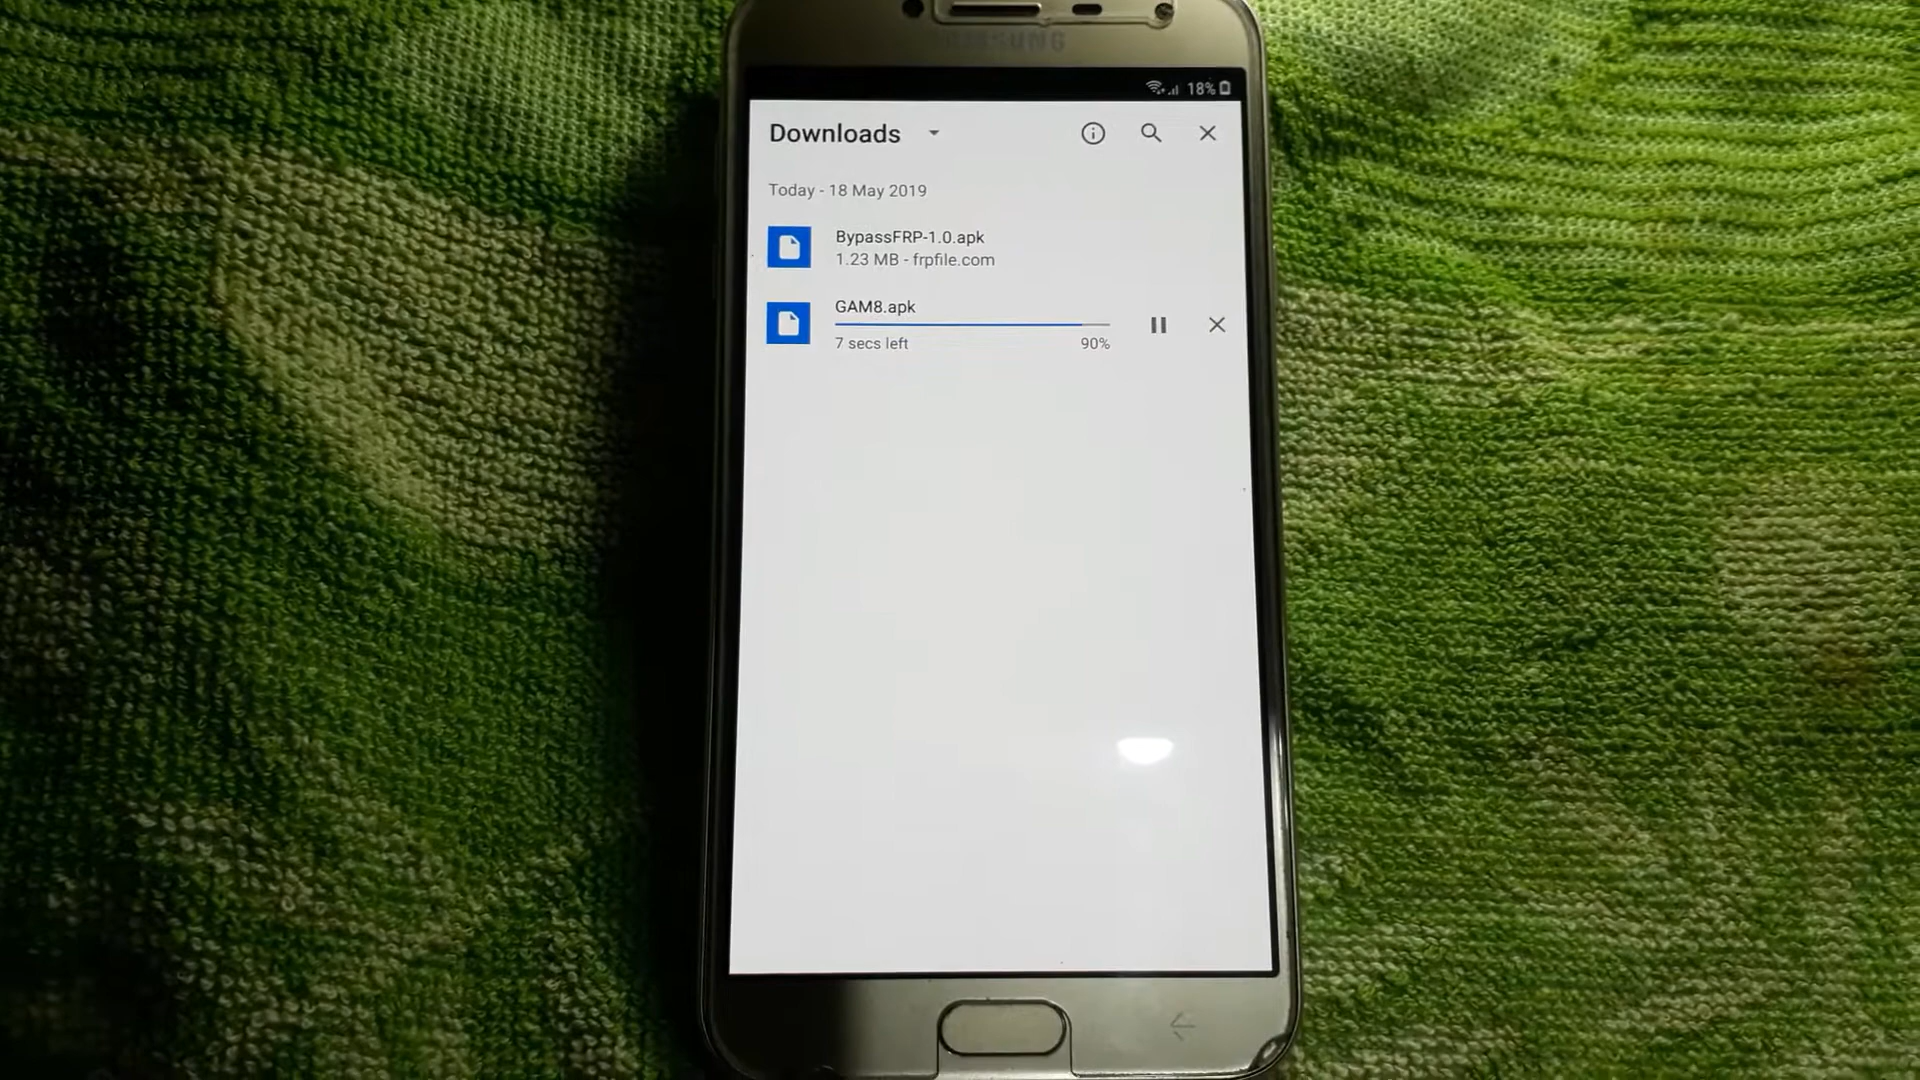 SAMSUNG
18%
Downloads
Today - 18 May 2019
BypassFRP-1.0.apk
1.23 MB - frpfile.com
GAM8.apk
7 secs left 90%